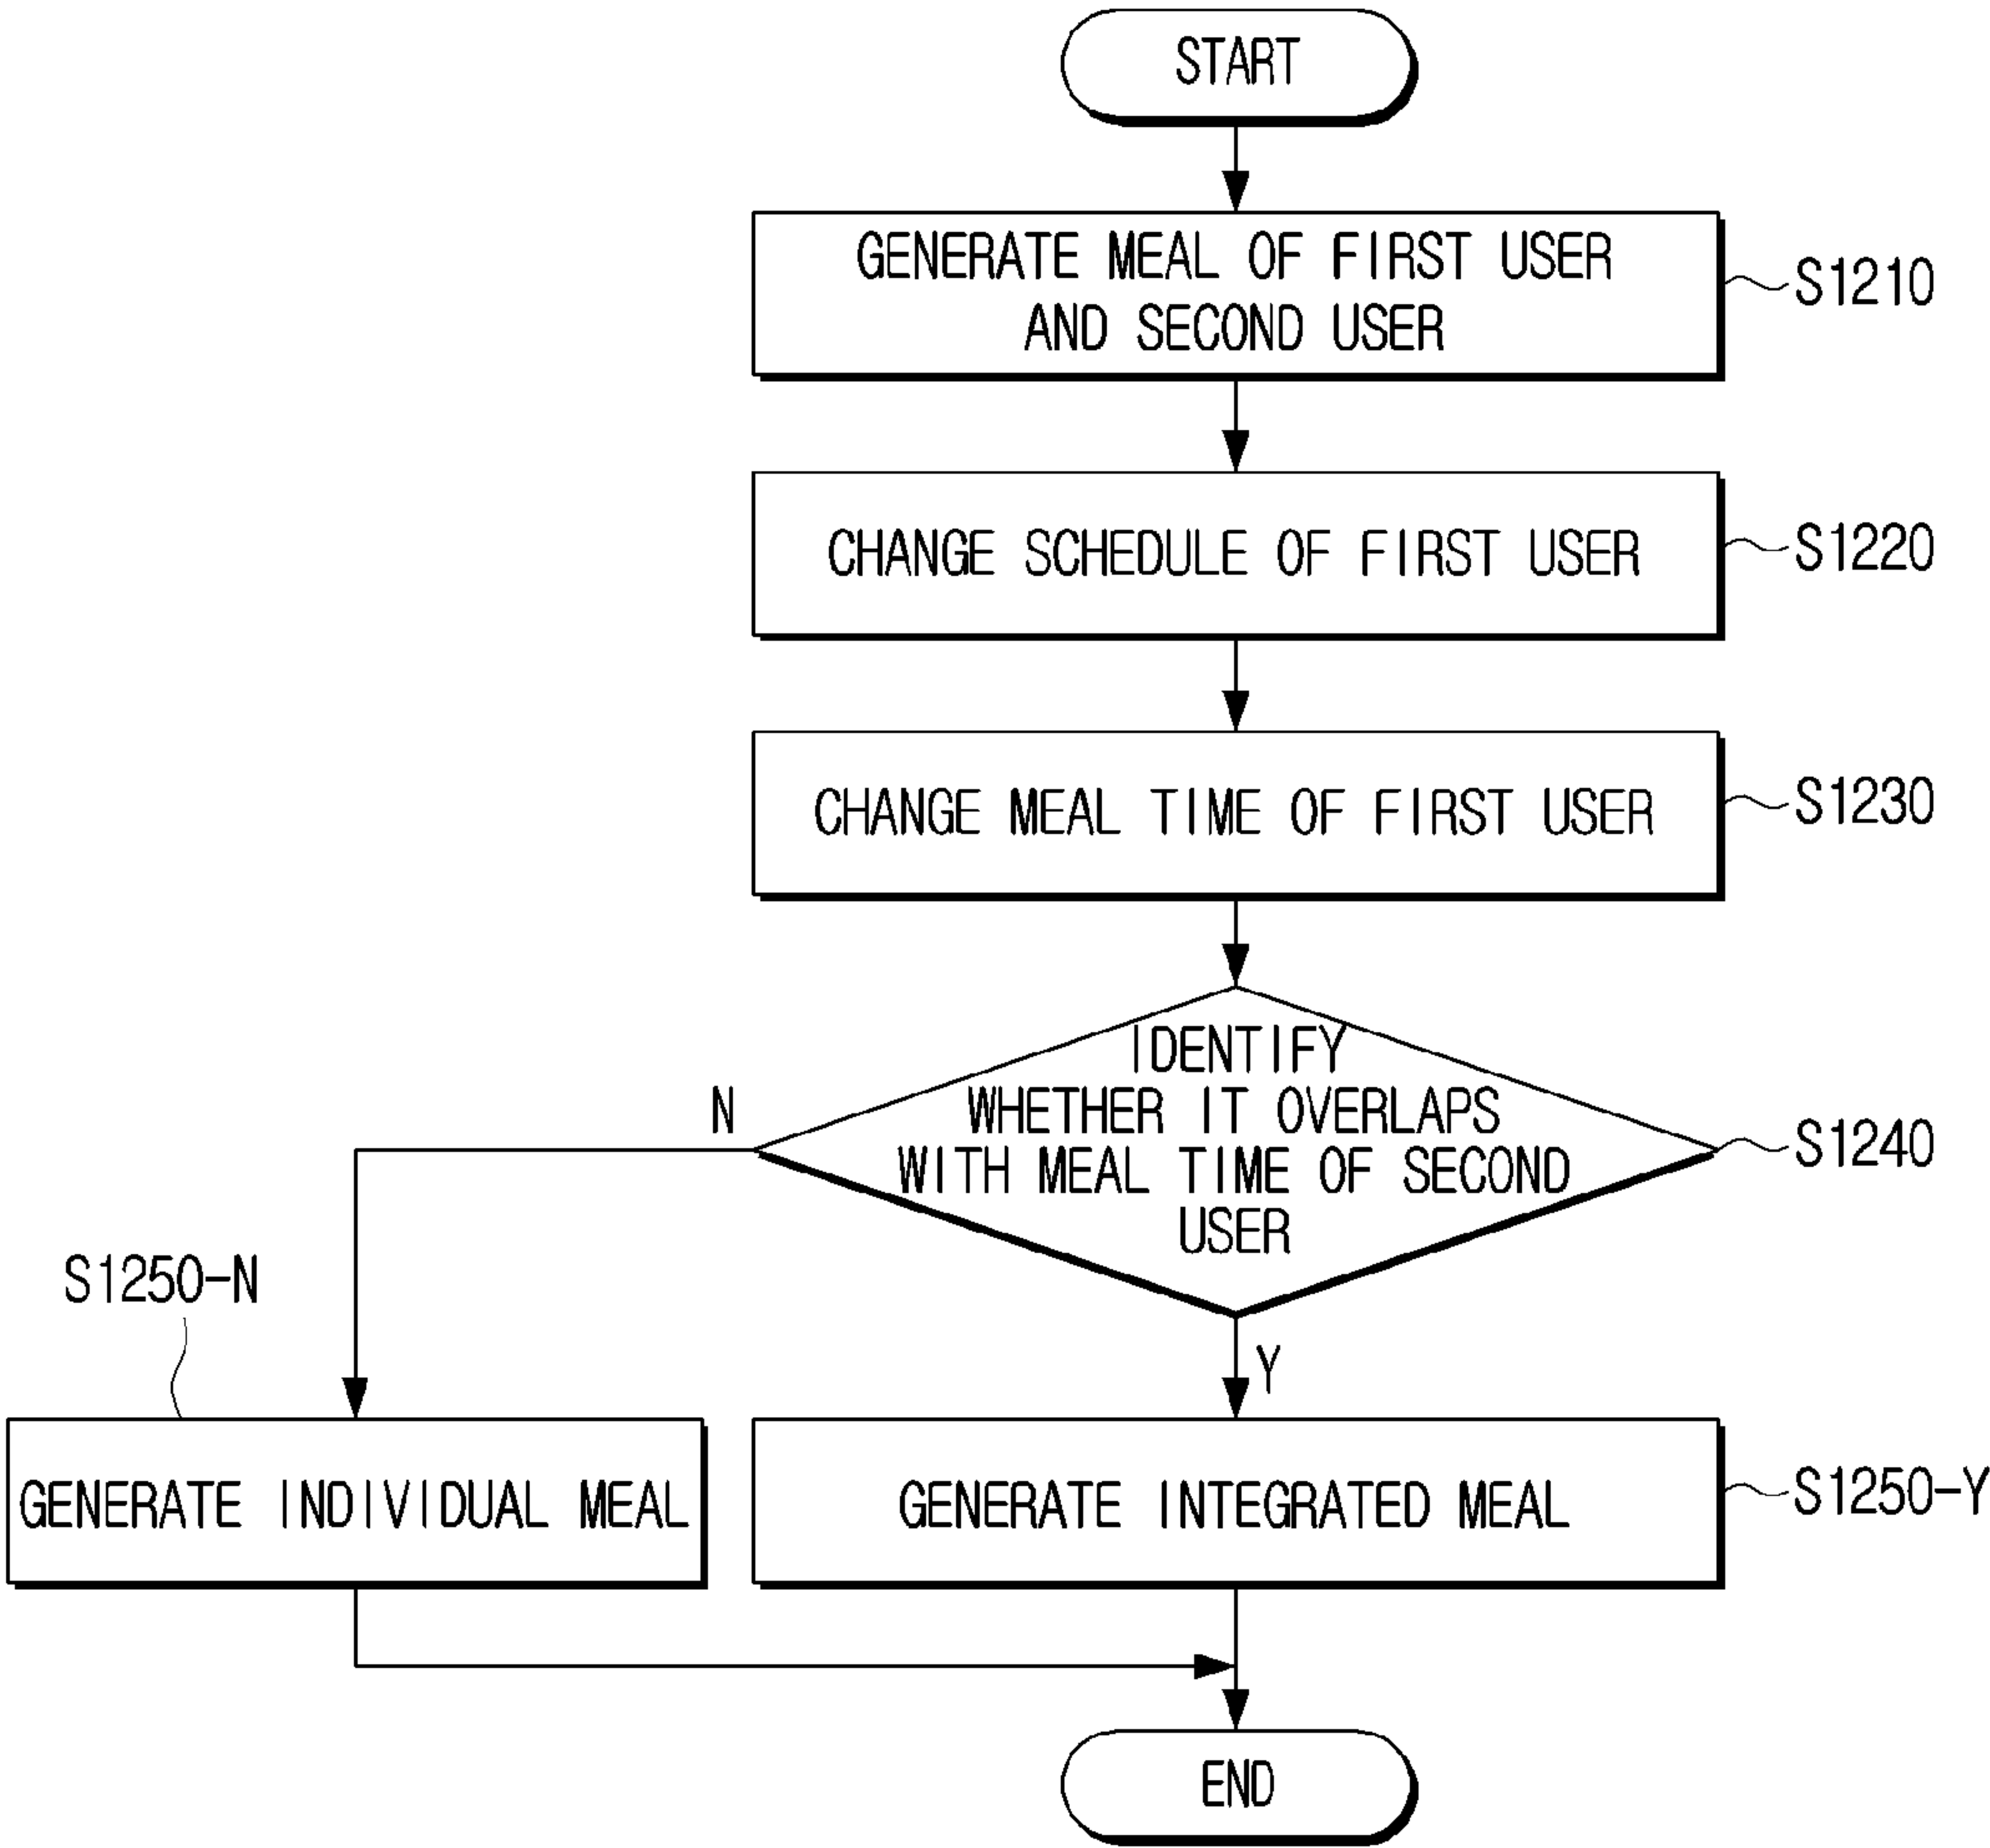 START
GENERATE MEAL OF FIRST USER
AND SECOND USER
S1210
CHANGE SCHEDULE OF FIRST USER
S1220
CHANGE MEAL TIME OF FIRST USER
S1230
IDENTIFY
WHETHER IT OVERLAPS
WITH MEAL TIME OF SECOND
USER
S1240
N
Y
S1250-N
GENERATE INDIVIDUAL MEAL
GENERATE INTEGRATED MEAL
S1250-Y
END